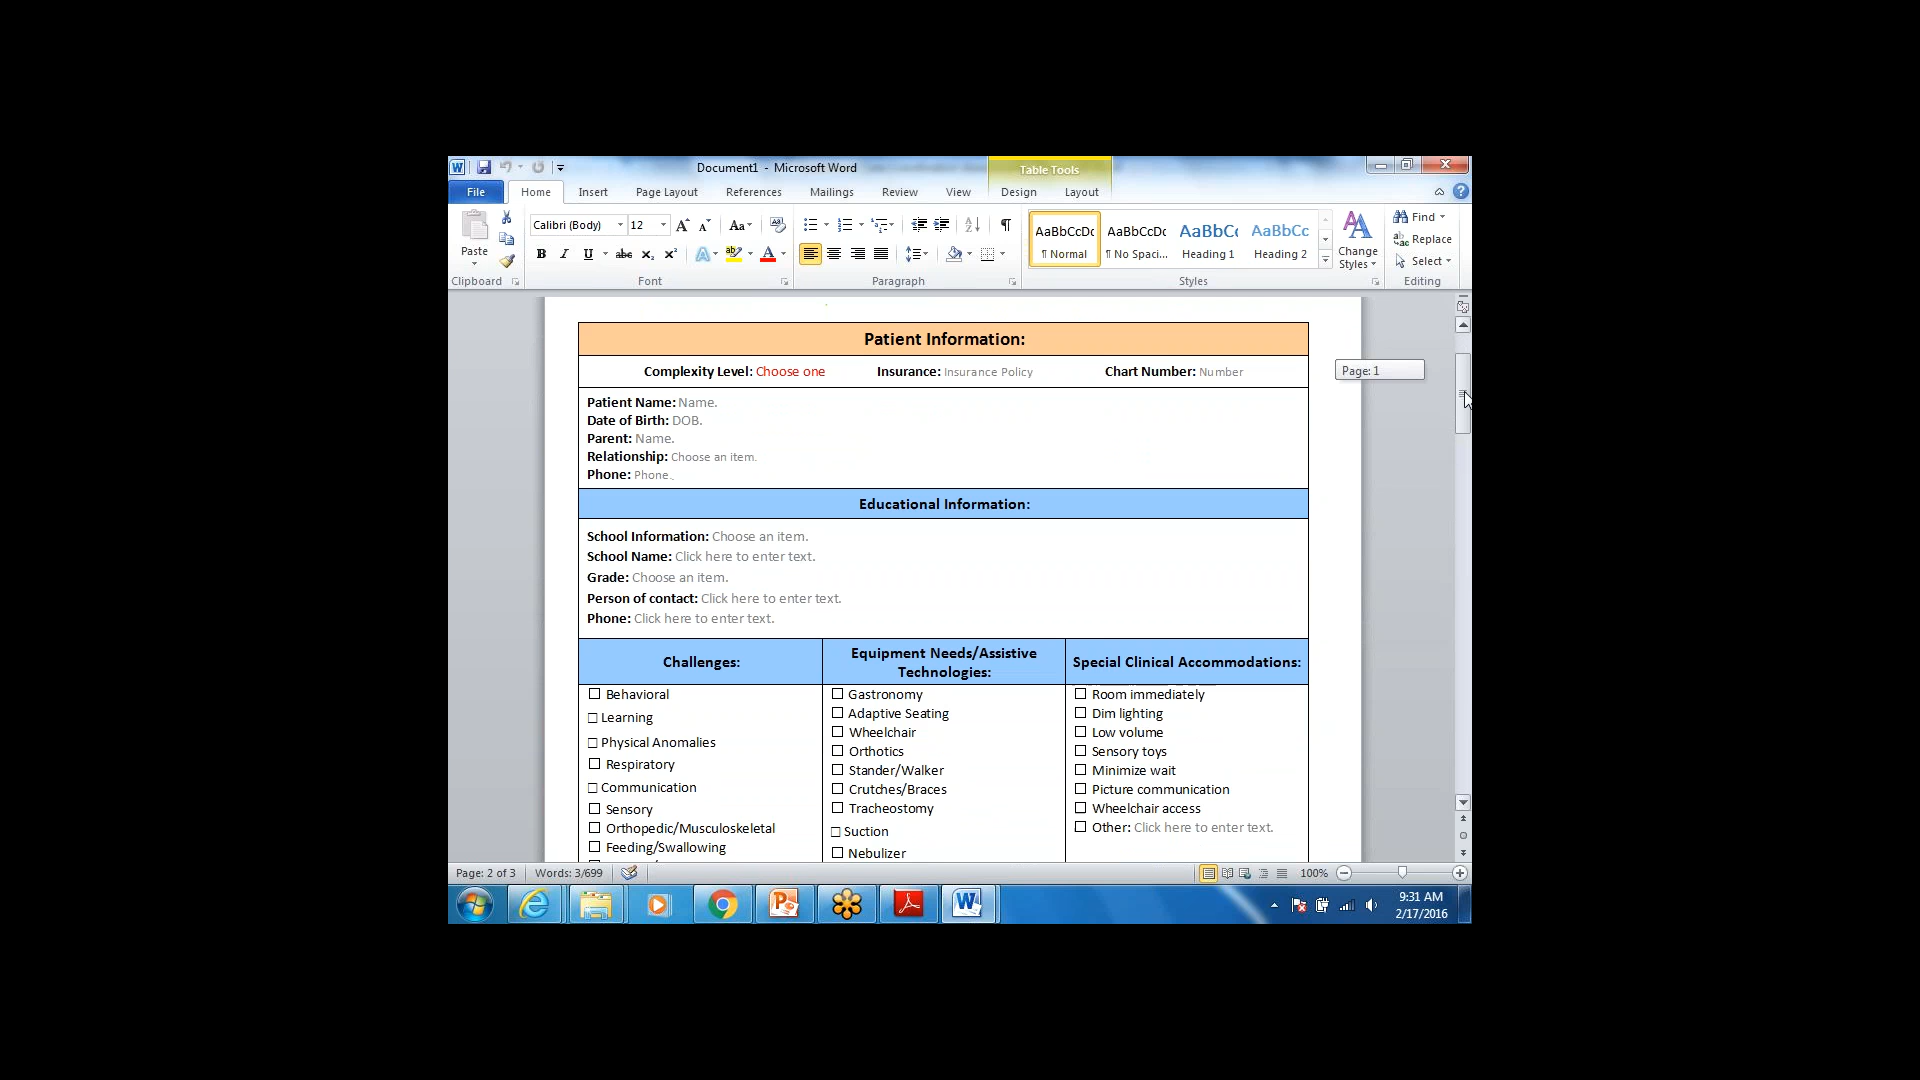 Document1 - Microsoft Word
Table Tools
File Home Insert Page Layout References Mailings Review View Design Layout
Calibri (Body) 12
AaBbCcDc AaBbCcDc AaBbC AaBbCc
Paste
¶ Normal ¶ No Spaci... Heading 1 Heading 2
Change Styles
Find
Replace
Select
Clipboard Font Paragraph Styles Editing
Patient Information:
Complexity Level: Choose one Insurance: Insurance Policy Chart Number: Number
Page: 1
Patient Name: Name.
Date of Birth: DOB.
Parent: Name.
Relationship: Choose an item.
Phone: Phone.
Educational Information:
School Information: Choose an item.
School Name: Click here to enter text.
Grade: Choose an item.
Person of contact: Click here to enter text.
Phone: Click here to enter text.
Challenges:
Equipment Needs/Assistive
Technologies:
Special Clinical Accommodations:
☐ Behavioral
☐ Learning
☐ Physical Anomalies
☐ Respiratory
☐ Communication
☐ Sensory
☐ Orthopedic/Musculoskeletal
☐ Feeding/Swallowing
☐ Gastronomy
☐ Adaptive Seating
☐ Wheelchair
☐ Orthotics
☐ Stander/Walker
☐ Crutches/Braces
☐ Tracheostomy
☐ Suction
☐ Nebulizer
☐ Room immediately
☐ Dim lighting
☐ Low volume
☐ Sensory toys
☐ Minimize wait
☐ Picture communication
☐ Wheelchair access
☐ Other: Click here to enter text.
Page: 2 of 3 Words: 3/699 100%
9:31 AM
2/17/2016